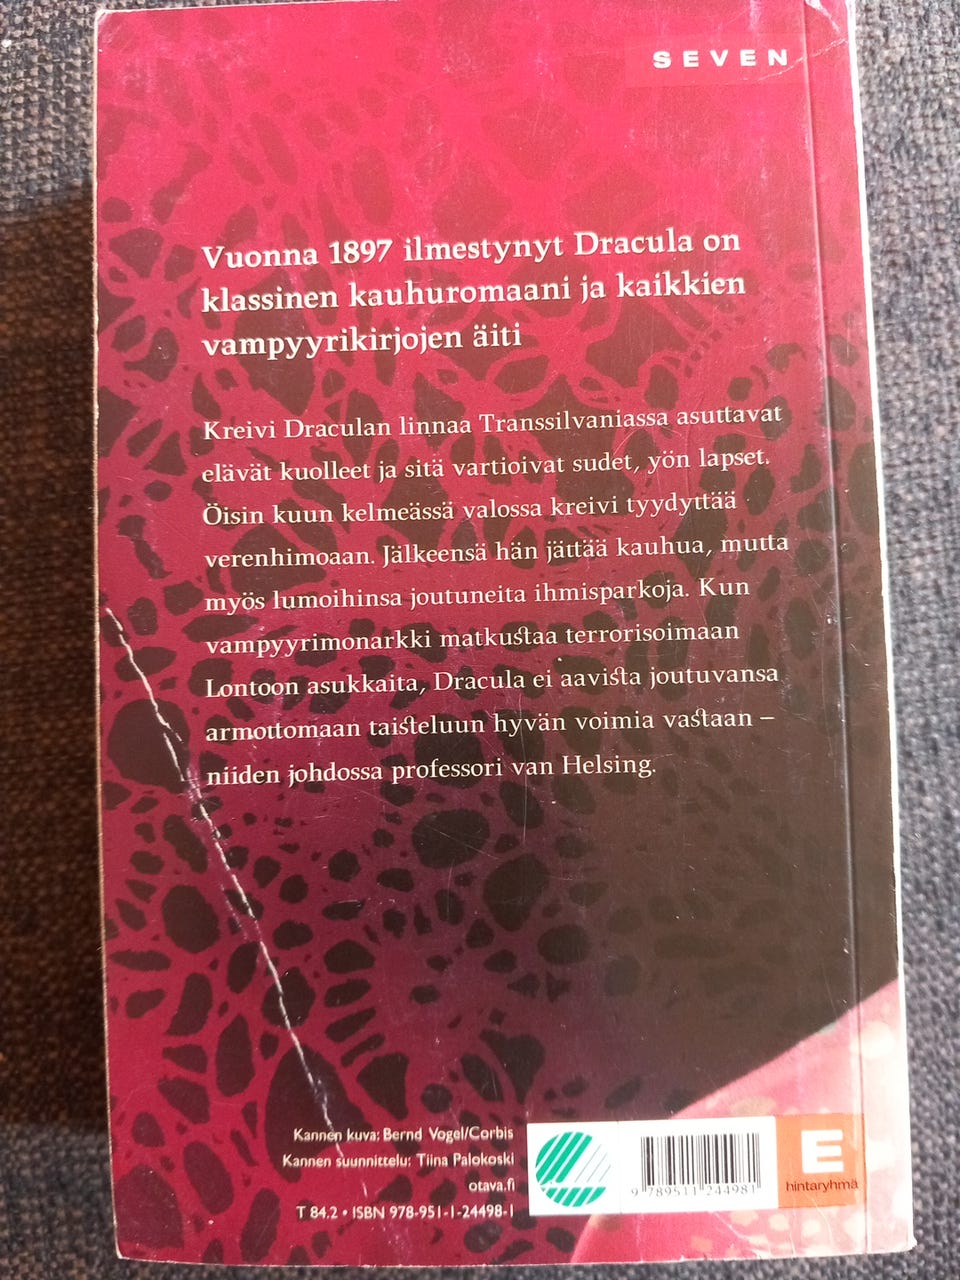 SEVEN
Vuonna 1897 ilmestynyt Dracula on
klassinen kauhuromaani ja kaikkien
vampyyrikirjojen äiti
Kreivi Draculan linnaa Transsilvaniassa asuttavat
elävät kuolleet ja sitä vartioivat sudet, yön lapset.
Öisin kuun kelmeässä valossa kreivi tyydyttää
verenhimoaan. Jälkeensä hän jättää kauhua, mutta
myös lumoihinsa joutuneita ihmisparkoja. Kun
vampyyrimonarkki matkustaa terrorisoimaan
Lontoon asukkaita, Dracula ei aavista joutuvansa
armottomaan taisteluun hyvän voimia vastaan –
niiden johdossa professori van Helsing.
Kannen kuva: Bernd Vogel/Corbis
Kannen suunnittelu: Tiina Palokoski
otava.fi
T 84.2 • ISBN 978-951-1-24498-1
9 789511 244981
E
hintaryhmä